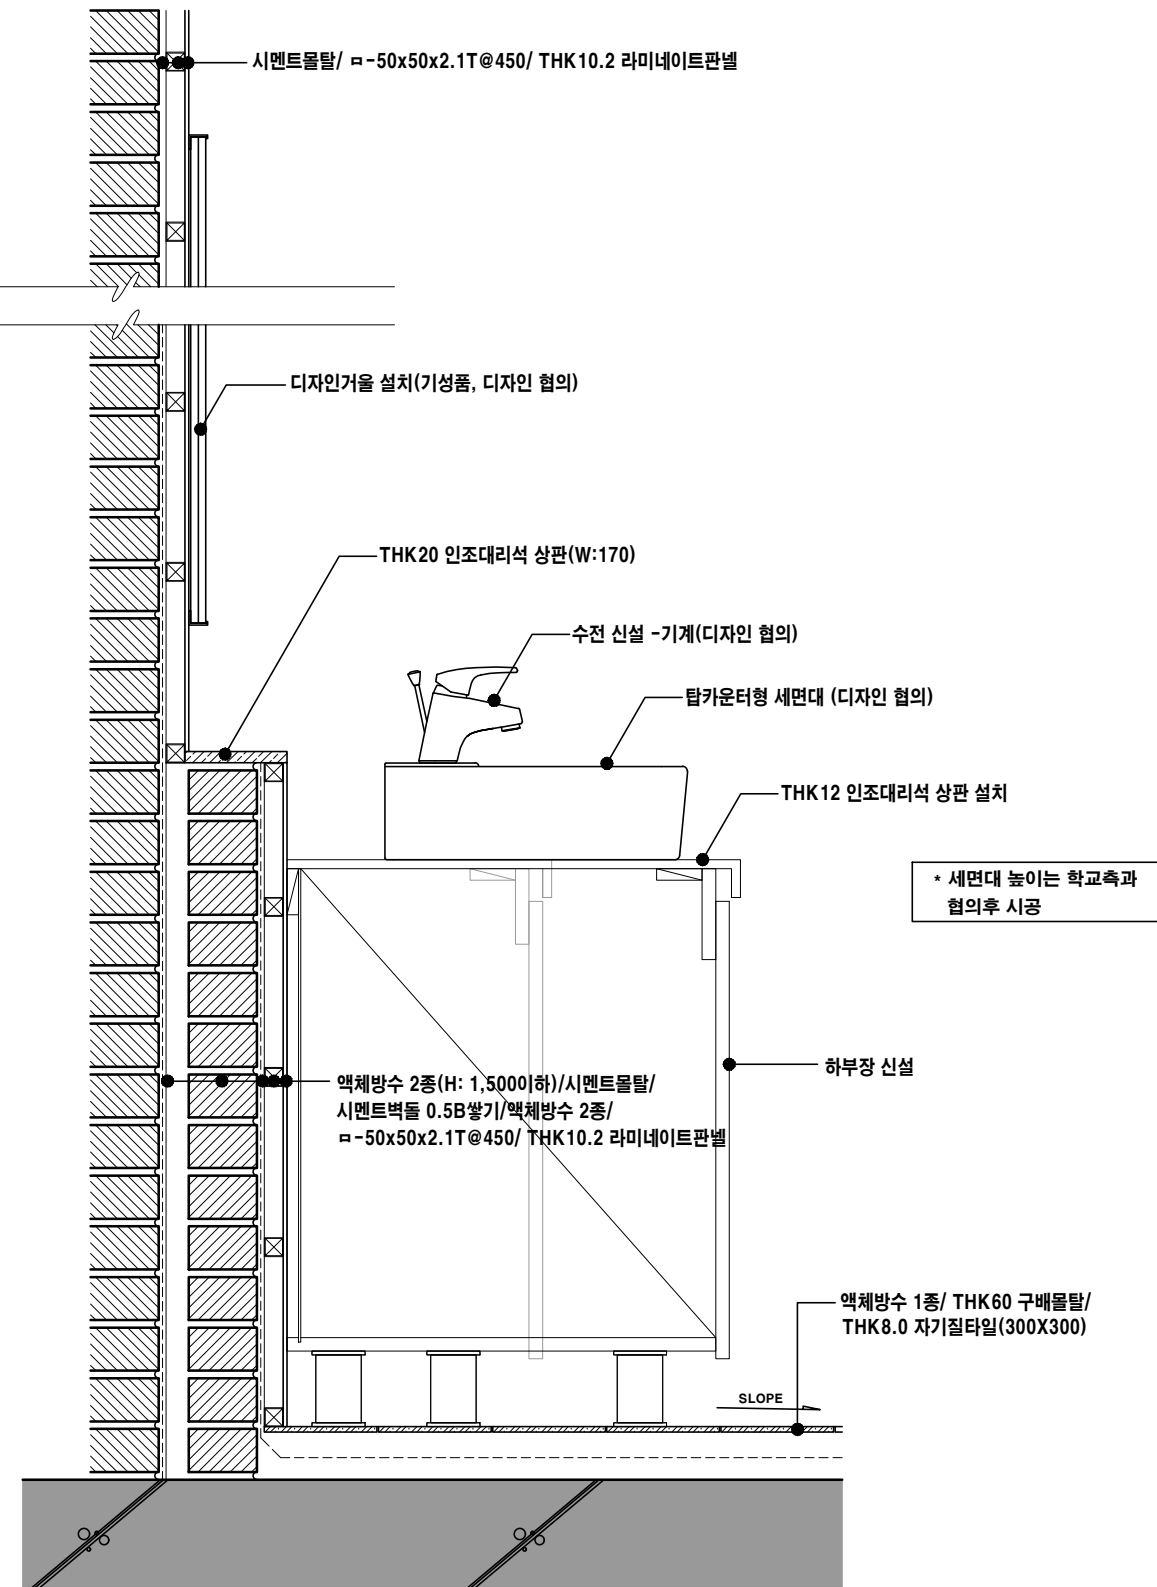 시멘트몰탈/ ㅁ-50x50x2.1T@450/ THK10.2 라미네이트판넬
디자인거울 설치(기성품, 디자인 협의)
THK20 인조대리석 상판(W:170)
수전 신설 -기계(디자인 협의)
탑카운터형 세면대 (디자인 협의)
THK12 인조대리석 상판 설치
* 세면대 높이는 학교측과
협의후 시공
하부장 신설
액체방수 2종(H: 1,5000이하)/시멘트몰탈/
시멘트벽돌 0.5B쌓기/액체방수 2종/
ㅁ-50x50x2.1T@450/ THK10.2 라미네이트판넬
액체방수 1종/ THK60 구배몰탈/
THK8.0 자기질타일(300X300)
SLOPE